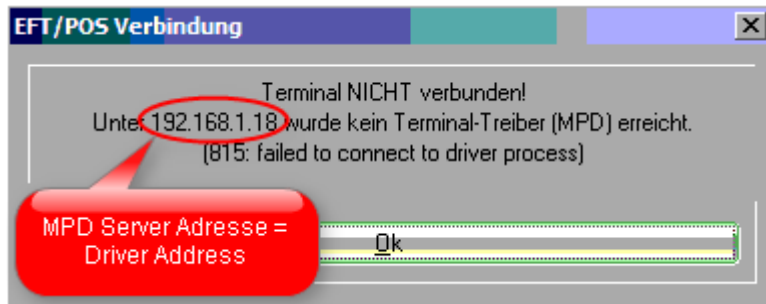 EFT/POS Verbindung
Terminal NICHT verbunden!
Unter 192.168.1.18 wurde kein Terminal-Treiber (MPD) erreicht.
(815: failed to connect to driver process)
MPD Server Adresse =
Driver Address
Ok